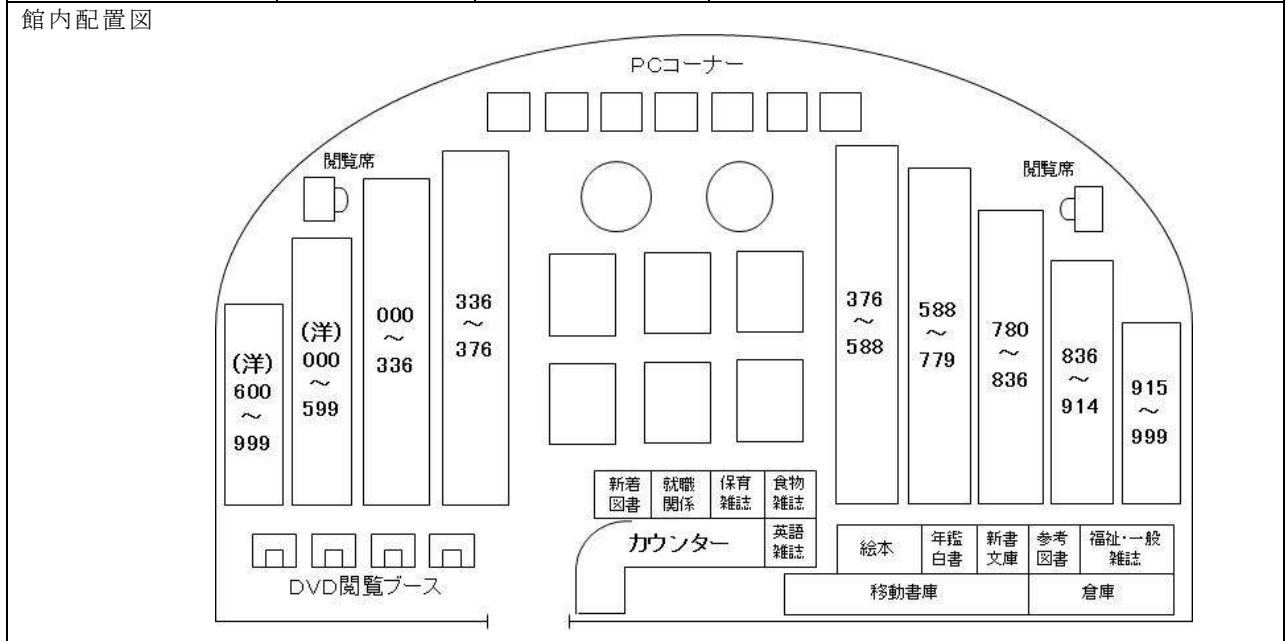 館内配置図
PCコーナー
閲覧席
閲覧席
(洋)
600
～
999
(洋)
000
～
599
000
～
336
336
～
376
376
～
588
588
～
779
780
～
836
836
～
914
915
～
999
新着
図書
就職
関係
保育
雑誌
食物
雑誌
カウンター
英語
雑誌
絵本
年鑑
白書
新書
文庫
参考
図書
福祉・一般
雑誌
移動書庫
倉庫
DVD閲覧ブース